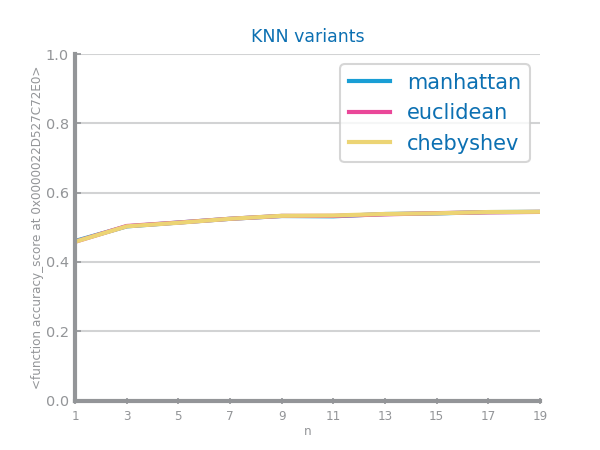 KNN variants
manhattan
euclidean
chebyshev
<function accuracy_score at 0x0000022D527C72E0>
1.0
0.8
0.6
0.4
0.2
0.0
1 3 5 7 9 11 13 15 17 19
n